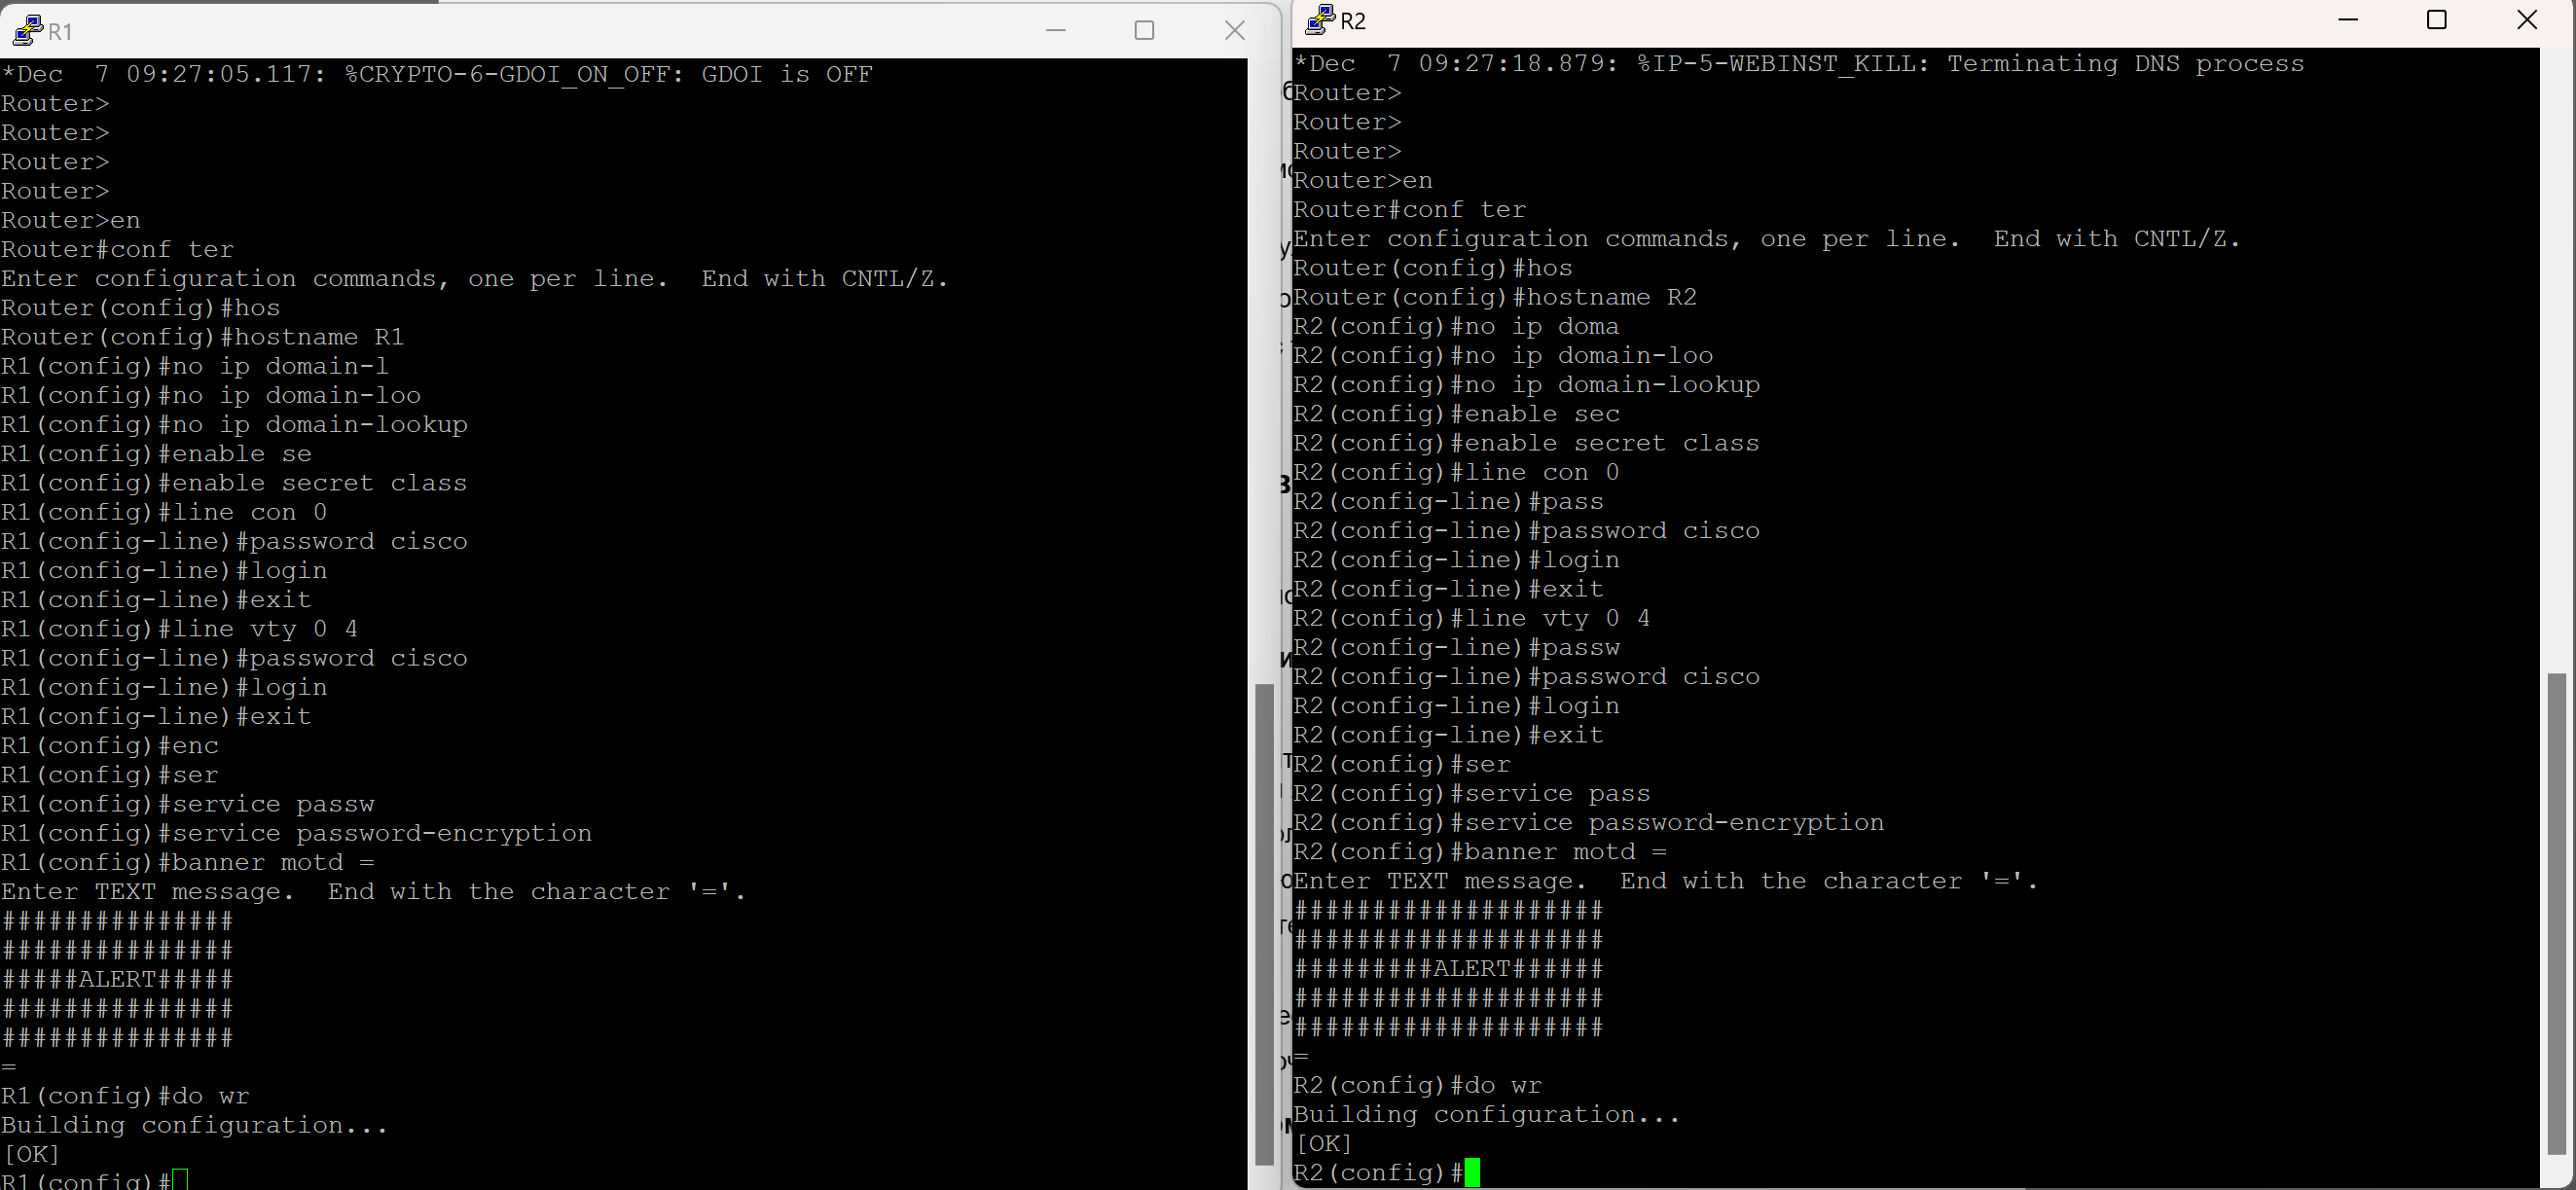 R1
*Dec  7 09:27:05.117: %CRYPTO-6-GDOI_ON_OFF: GDOI is OFF
Router>
Router>
Router>
Router>
Router>en
Router#conf ter
Enter configuration commands, one per line.  End with CNTL/Z.
Router(config)#hos
Router(config)#hostname R1
R1(config)#no ip domain-l
R1(config)#no ip domain-loo
R1(config)#no ip domain-lookup
R1(config)#enable se
R1(config)#enable secret class
R1(config)#line con 0
R1(config-line)#password cisco
R1(config-line)#login
R1(config-line)#exit
R1(config)#line vty 0 4
R1(config-line)#password cisco
R1(config-line)#login
R1(config-line)#exit
R1(config)#enc
R1(config)#ser
R1(config)#service passw
R1(config)#service password-encryption
R1(config)#banner motd =
Enter TEXT message.  End with the character '='.
###############
###############
#####ALERT#####
###############
###############
=
R1(config)#do wr
Building configuration...
[OK]
R1(config)#
R2
*Dec  7 09:27:18.879: %IP-5-WEBINST_KILL: Terminating DNS process
Router>
Router>
Router>
Router>en
Router#conf ter
Enter configuration commands, one per line.  End with CNTL/Z.
Router(config)#hos
Router(config)#hostname R2
R2(config)#no ip doma
R2(config)#no ip domain-loo
R2(config)#no ip domain-lookup
R2(config)#enable sec
R2(config)#enable secret class
R2(config)#line con 0
R2(config-line)#pass
R2(config-line)#password cisco
R2(config-line)#login
R2(config-line)#exit
R2(config)#line vty 0 4
R2(config-line)#passw
R2(config-line)#password cisco
R2(config-line)#login
R2(config-line)#exit
R2(config)#ser
R2(config)#service pass
R2(config)#service password-encryption
R2(config)#banner motd =
Enter TEXT message.  End with the character '='.
####################
####################
#########ALERT######
####################
####################
=
R2(config)#do wr
Building configuration...
[OK]
R2(config)#